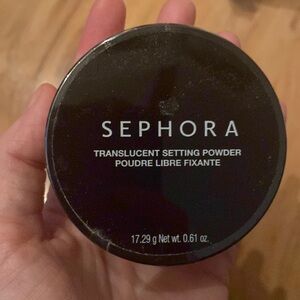 SEPHORA
TRANSLUCENT SETTING POWDER
POUDRE LIBRE FIXANTE
17.29 g Net wt. 0.61 oz.